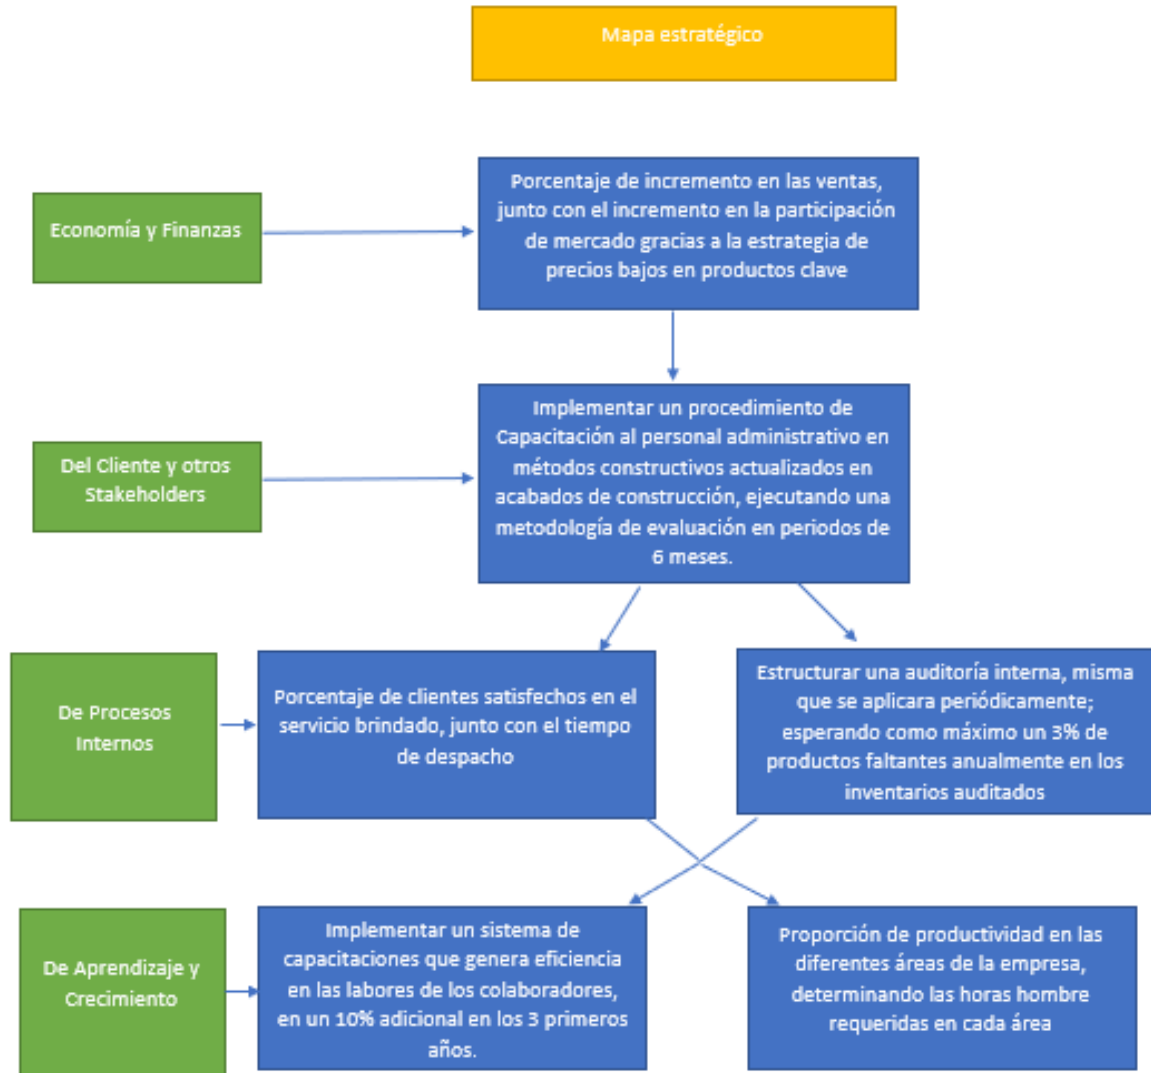 Mapa estratégico
Economía y Finanzas
Porcentaje de incremento en las ventas,
junto con el incremento en la participación
de mercado gracias a la estrategia de
precios bajos en productos clave
Del Cliente y otros
Stakeholders
Implementar un procedimiento de
Capacitación al personal administrativo en
métodos constructivos actualizados en
acabados de construcción, ejecutando una
metodología de evaluación en periodos de
6 meses.
De Procesos
Internos
Porcentaje de clientes satisfechos en el
servicio brindado, junto con el tiempo
de despacho
Estructurar una auditoría interna, misma
que se aplicara periódicamente;
esperando como máximo un 3% de
productos faltantes anualmente en los
inventarios auditados
De Aprendizaje y
Crecimiento
Implementar un sistema de
capacitaciones que genera eficiencia
en las labores de los colaboradores,
en un 10% adicional en los 3 primeros
años.
Proporción de productividad en las
diferentes áreas de la empresa,
determinando las horas hombre
requeridas en cada área